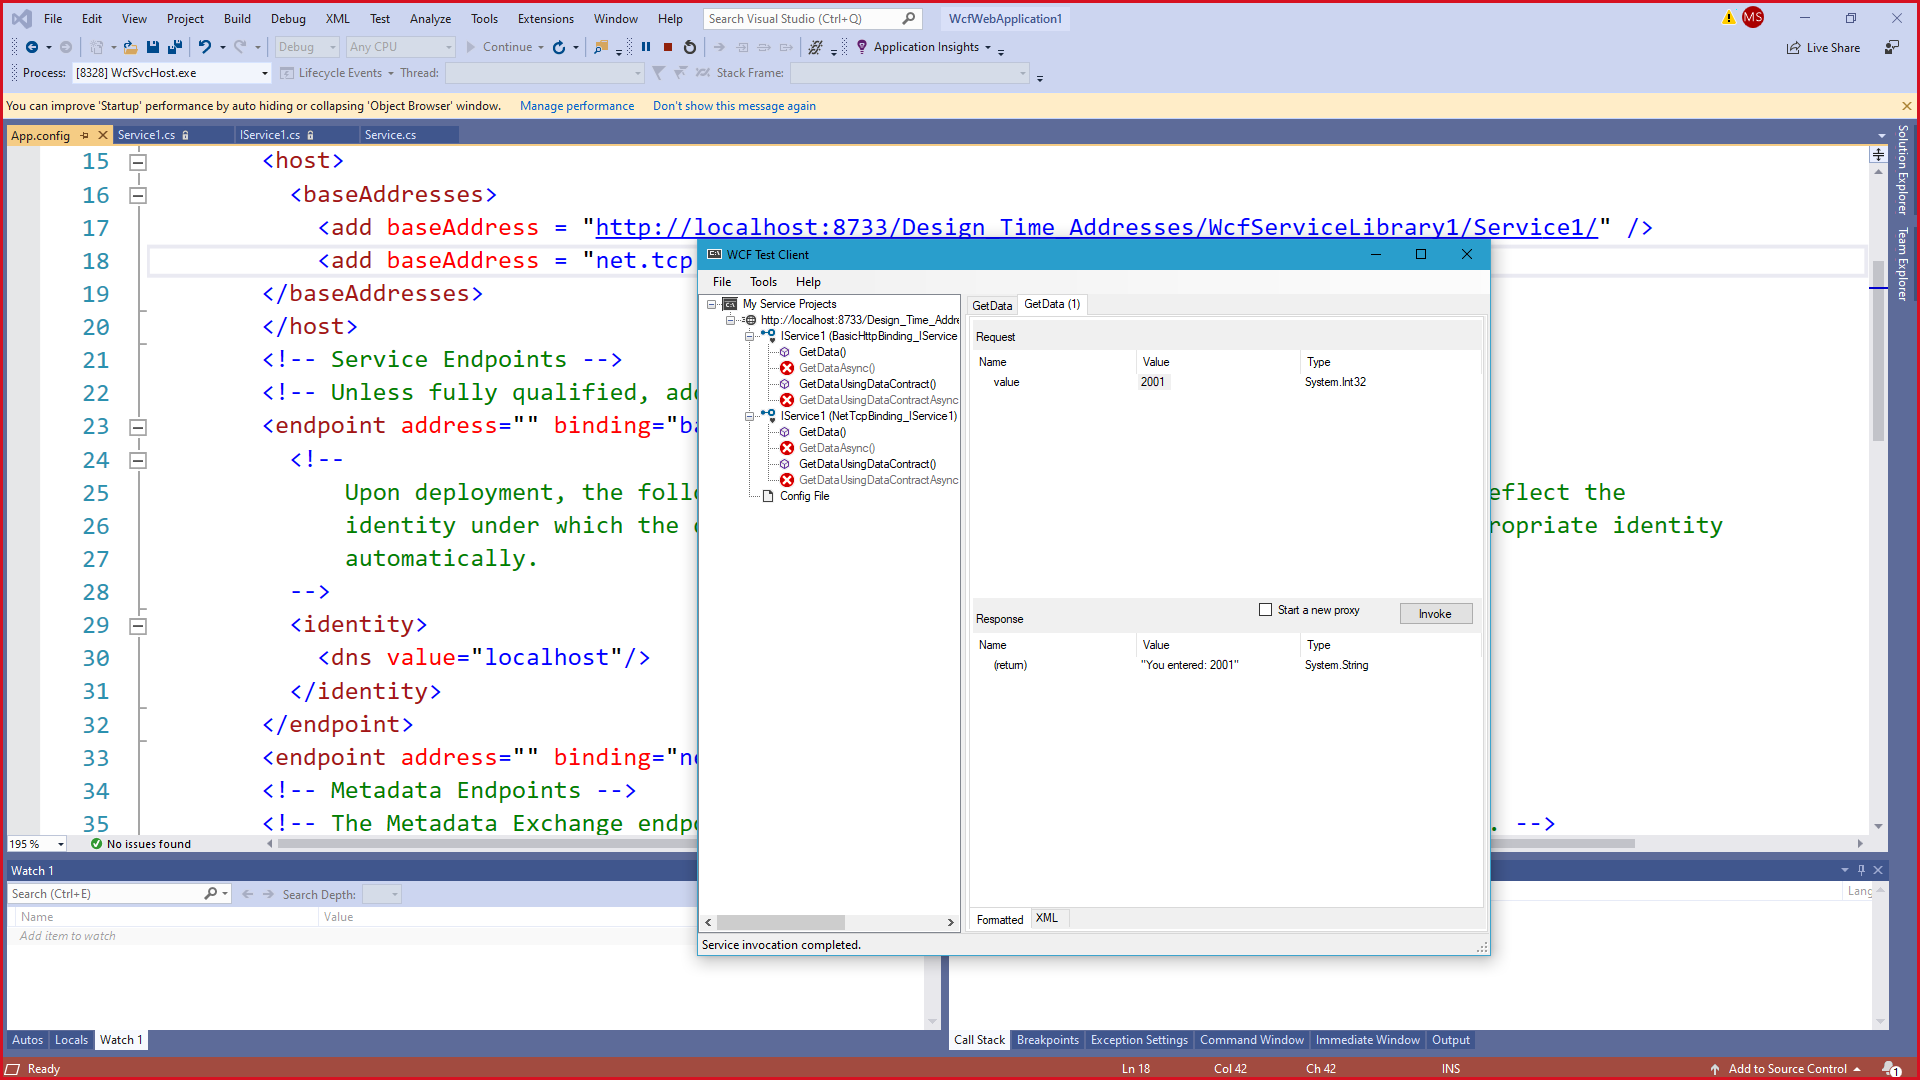 File Edit View Project Build Debug XML Test Analyze Tools Extensions Window Help Search Visual Studio (Ctrl+Q) WcfWebApplication1 MS
Debug Any CPU Continue Application Insights Live Share
Process: [8328] WcfSvcHost.exe Lifecycle Events Thread: Stack Frame:
You can improve 'Startup' performance by auto hiding or collapsing 'Object Browser' window. Manage performance Don't show this message again
App.config Service1.cs IService1.cs Service.cs
Solution Explorer
Team Explorer
15 <host>
16 <baseAddresses>
17 <add baseAddress = "http://localhost:8733/Design_Time_Addresses/WcfServiceLibrary1/Service1/" />
18 <add baseAddress = "net.tcp
19 </baseAddresses>
20 </host>
21 <!-- Service Endpoints -->
22 <!-- Unless fully qualified, ad
23 <endpoint address="" binding="ba
24 <!--
25 Upon deployment, the follo eflect the
26 identity under which the ropriate identity
27 automatically.
28 -->
29 <identity>
30 <dns value="localhost"/>
31 </identity>
32 </endpoint>
33 <endpoint address="" binding="ne
34 <!-- Metadata Endpoints -->
35 <!-- The Metadata Exchange endpo . -->
WCF Test Client
File Tools Help
My Service Projects
http://localhost:8733/Design_Time_Addre
IService1 (BasicHttpBinding_IService
GetData()
GetDataAsync()
GetDataUsingDataContract()
GetDataUsingDataContractAsync
IService1 (NetTcpBinding_IService1)
GetData()
GetDataAsync()
GetDataUsingDataContract()
GetDataUsingDataContractAsync
Config File
GetData GetData (1)
Request
Name Value Type
value 2001 System.Int32
Response Start a new proxy Invoke
Name Value Type
(return) "You entered: 2001" System.String
Formatted XML
Service invocation completed.
195 % No issues found
Watch 1
Search (Ctrl+E) Search Depth:
Name Value
Add item to watch
Lang
Autos Locals Watch 1
Call Stack Breakpoints Exception Settings Command Window Immediate Window Output
Ready Ln 18 Col 42 Ch 42 INS Add to Source Control 1